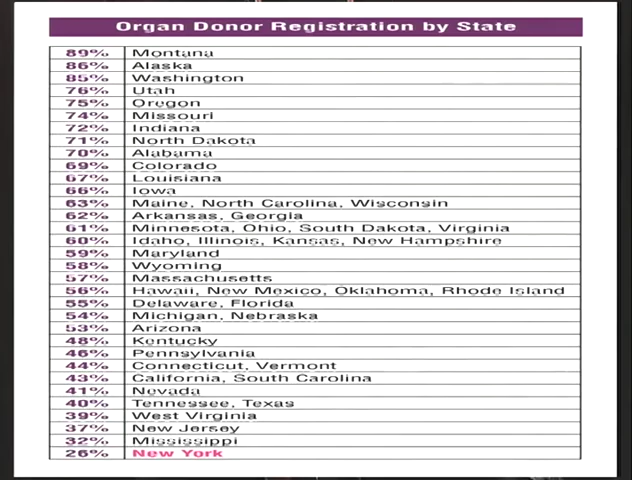 Organ Donor Registration by State
89% Montana
86% Alaska
85% Washington
76% Utah
75% Oregon
74% Missouri
72% Indiana
71% North Dakota
70% Alabama
69% Colorado
67% Louisiana
66% Iowa
63% Maine, North Carolina, Wisconsin
62% Arkansas, Georgia
61% Minnesota, Ohio, South Dakota, Virginia
60% Idaho, Illinois, Kansas, New Hampshire
59% Maryland
58% Wyoming
57% Massachusetts
56% Hawaii, New Mexico, Oklahoma, Rhode Island
55% Delaware, Florida
54% Michigan, Nebraska
53% Arizona
48% Kentucky
46% Pennsylvania
44% Connecticut, Vermont
43% California, South Carolina
41% Nevada
40% Tennessee, Texas
39% West Virginia
37% New Jersey
32% Mississippi
26% New York